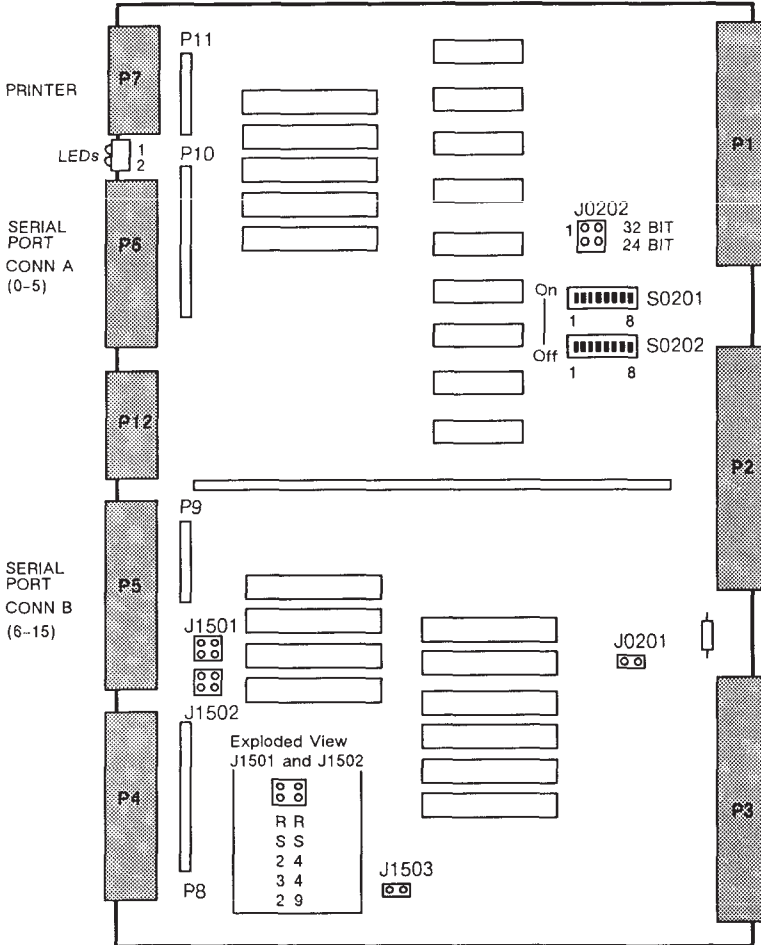 P11
P7
PRINTER
P1
LEDs
1
2
P10
J0202
1
32 BIT
24 BIT
SERIAL
PORT
CONN A
(0-5)
P6
On
S0201
1 8
Off
S0202
1 8
P12
P2
P9
SERIAL
PORT
CONN B
(6-15)
P5
J1501
J0201
J1502
Exploded View
J1501 and J1502
R R
S S
2 4
3 4
2 9
P4
P3
J1503
P8